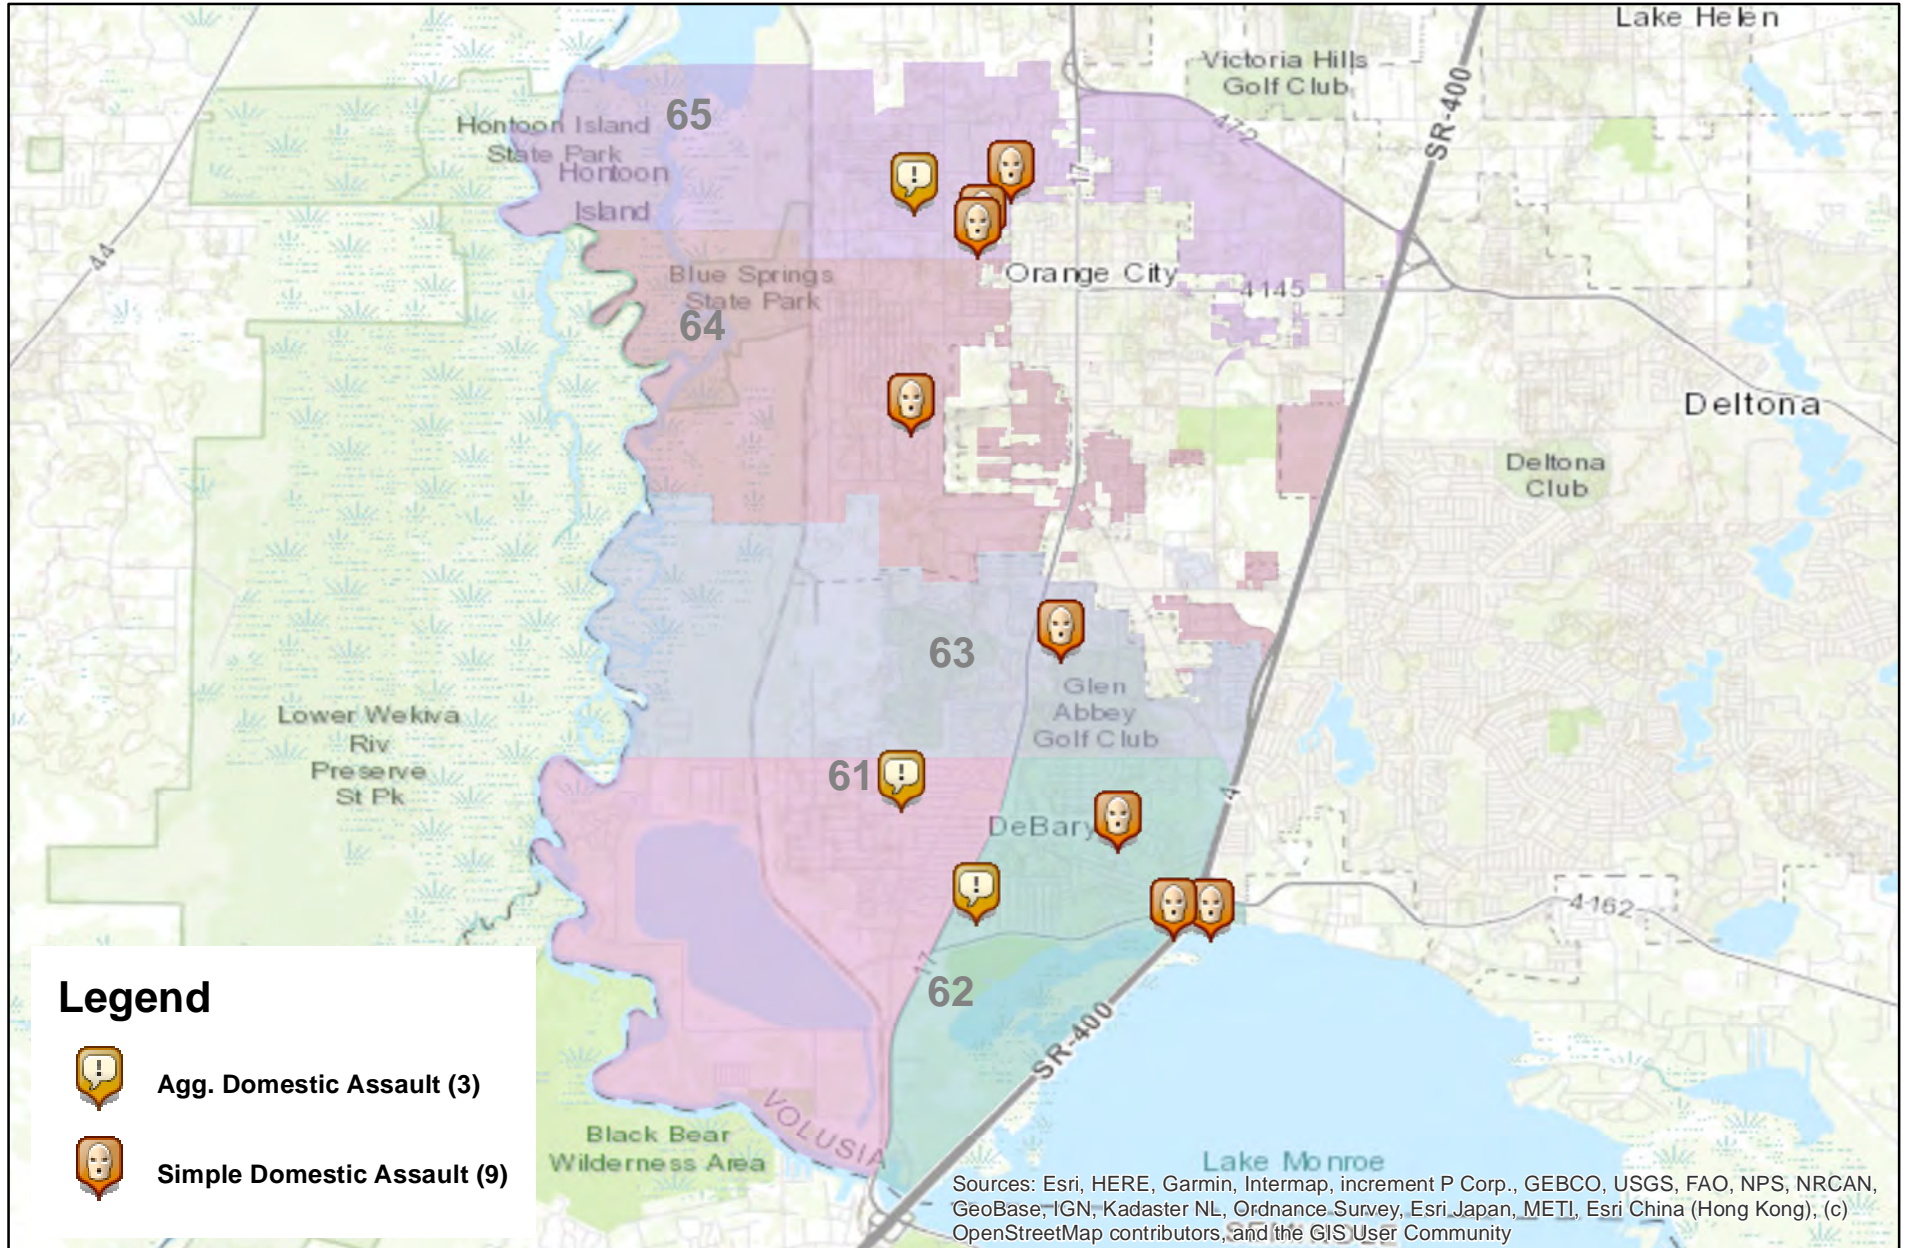 Lake Helen
Victoria Hills
Golf Club
SR-400
472
65
Hontoon Island
State Park
Hontoon
Island
17
44
Orange City
4145
Blue Springs
State Park
64
Deltona
Deltona
Club
63
Glen
Abbey
Golf Club
Lower Wekiva
Riv
Preserve
St Pk
61
4
DeBary
4162
17
62
SR-400
Legend
Agg. Domestic Assault (3)
Simple Domestic Assault (9)
VOLUSIA
Black Bear
Wilderness Area
Lake Monroe
Sources: Esri, HERE, Garmin, Intermap, increment P Corp., GEBCO, USGS, FAO, NPS, NRCAN,
GeoBase, IGN, Kadaster NL, Ordnance Survey, Esri Japan, METI, Esri China (Hong Kong), (c)
OpenStreetMap contributors, and the GIS User Community